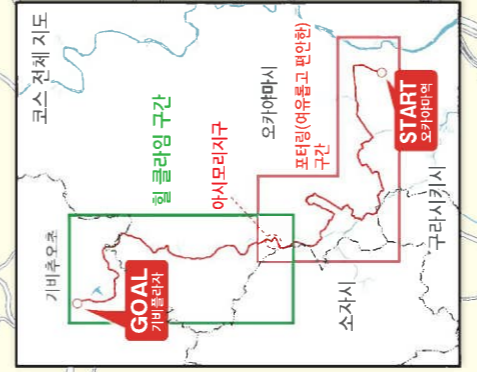 코스 전체 지도
기비추오초
GOAL
기비플라자
힐 클라임 구간
아시모리지구
오카야마시
포터링(여유롭고 편안한)
구간
START
오카야마역
소자시
구라시키시